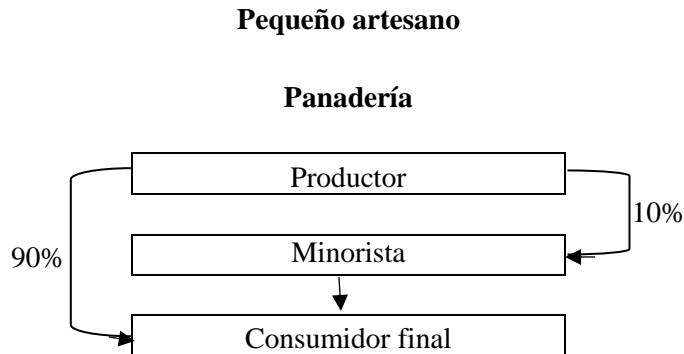 Pequeño artesano
Panadería
Productor
10%
Minorista
90%
Consumidor final